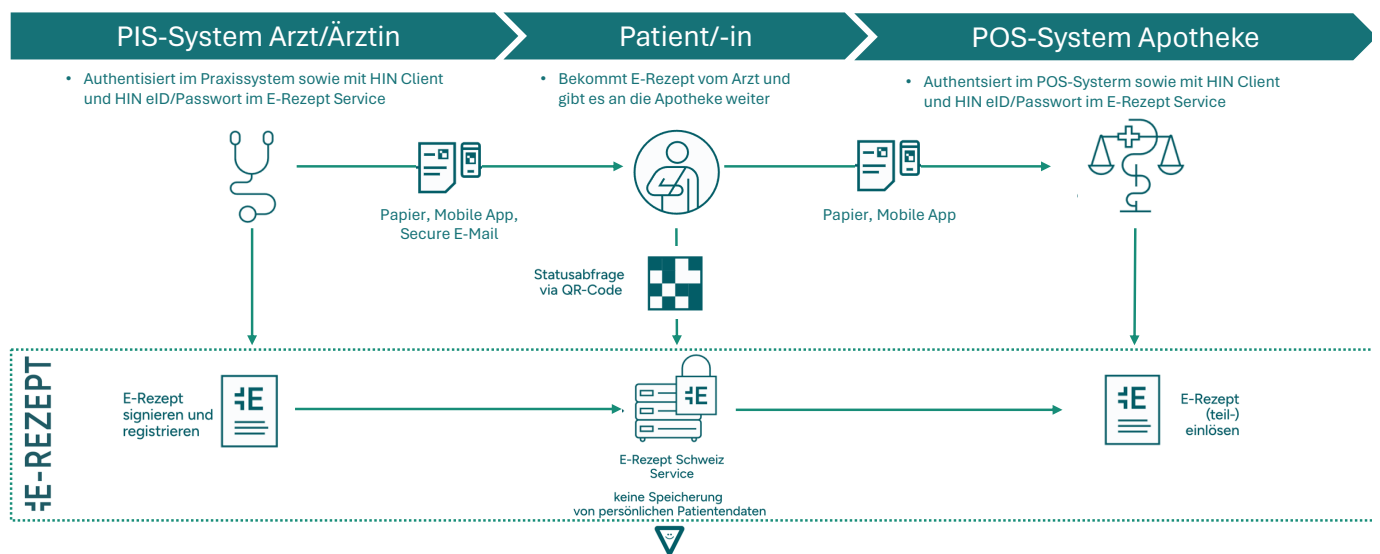 PIS-System Arzt/Ärztin
Patient/-in
POS-System Apotheke
• Authentisiert im Praxissystem sowie mit HIN Client
und HIN eID/Passwort im E-Rezept Service
• Bekommt E-Rezept vom Arzt und
gibt es an die Apotheke weiter
• Authentsiert im POS-Systerm sowie mit HIN Client
und HIN eID/Passwort im E-Rezept Service
Papier, Mobile App,
Secure E-Mail
Papier, Mobile App
Statusabfrage
via QR-Code
E-REZEPT
E-Rezept
signieren und
registrieren
E
E
E-Rezept Schweiz
Service
keine Speicherung
von persönlichen Patientendaten
E
E-Rezept
(teil-)
einlösen